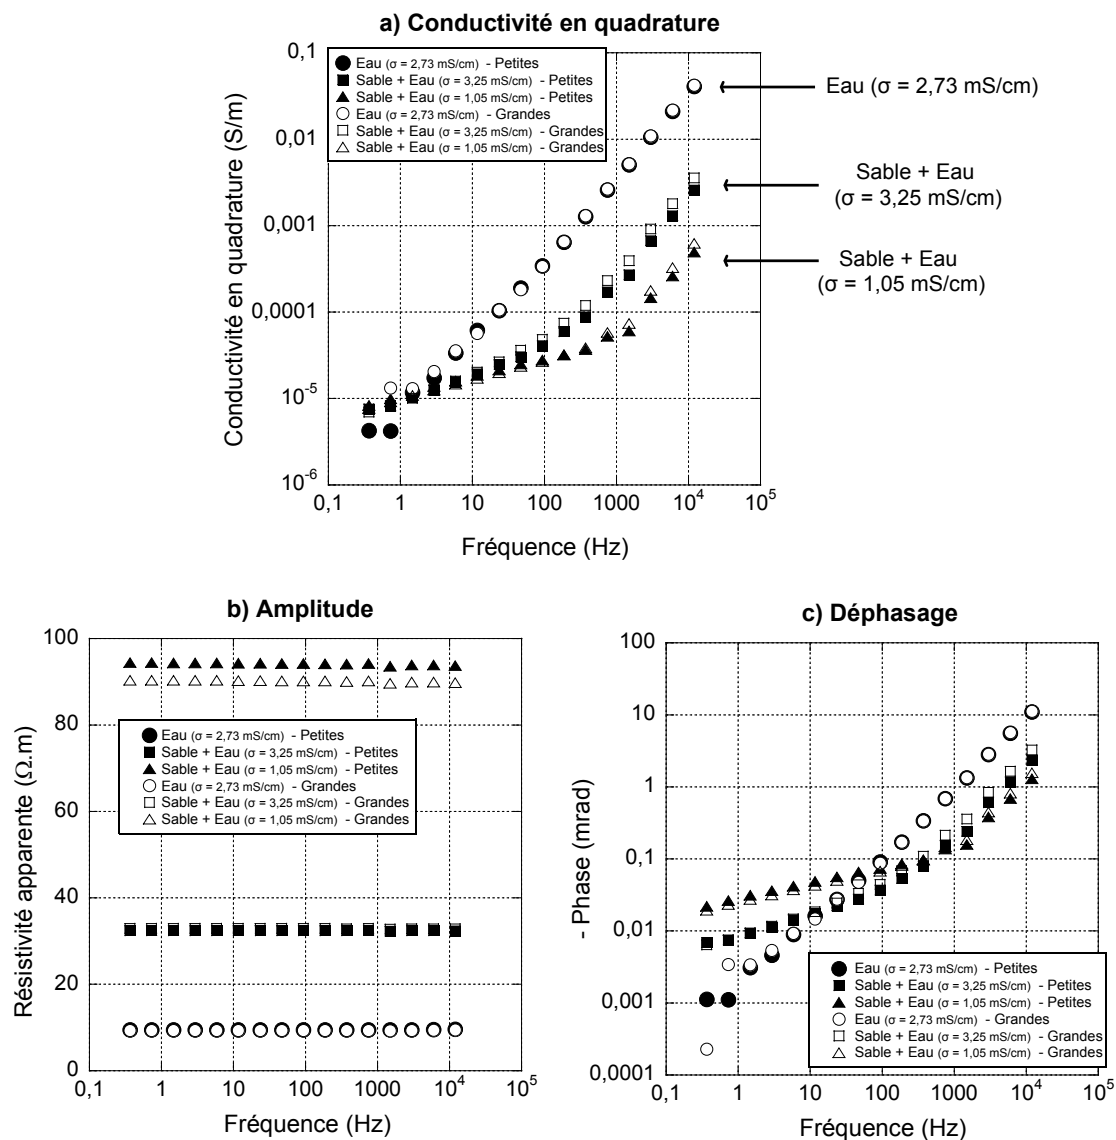 a) Conductivité en quadrature
Conductivité en quadrature (S/m)
0,1
0,01
0,001
0,0001
10-5
10-6
Eau (σ = 2,73 mS/cm) - Petites
Sable + Eau (σ = 3,25 mS/cm) - Petites
Sable + Eau (σ = 1,05 mS/cm) - Petites
Eau (σ = 2,73 mS/cm) - Grandes
Sable + Eau (σ = 3,25 mS/cm) - Grandes
Sable + Eau (σ = 1,05 mS/cm) - Grandes
Eau (σ = 2,73 mS/cm)
Sable + Eau
(σ = 3,25 mS/cm)
Sable + Eau
(σ = 1,05 mS/cm)
0,1 1 10 100 1000 104 105
Fréquence (Hz)
b) Amplitude
Résistivité apparente (Ω.m)
100
80
60
40
20
0
Eau (σ = 2,73 mS/cm) - Petites
Sable + Eau (σ = 3,25 mS/cm) - Petites
Sable + Eau (σ = 1,05 mS/cm) - Petites
Eau (σ = 2,73 mS/cm) - Grandes
Sable + Eau (σ = 3,25 mS/cm) - Grandes
Sable + Eau (σ = 1,05 mS/cm) - Grandes
0,1 1 10 100 1000 104 105
Fréquence (Hz)
c) Déphasage
- Phase (mrad)
100
10
1
0,1
0,01
0,001
0,0001
Eau (σ = 2,73 mS/cm) - Petites
Sable + Eau (σ = 3,25 mS/cm) - Petites
Sable + Eau (σ = 1,05 mS/cm) - Petites
Eau (σ = 2,73 mS/cm) - Grandes
Sable + Eau (σ = 3,25 mS/cm) - Grandes
Sable + Eau (σ = 1,05 mS/cm) - Grandes
0,1 1 10 100 1000 104 105
Fréquence (Hz)